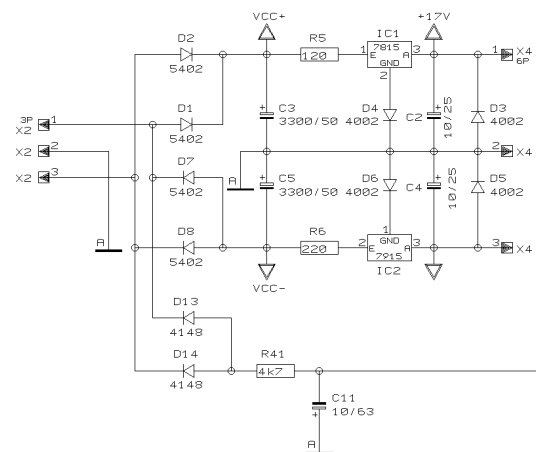 VCC+
+17V
D2
5402
R5
120
IC1
1 E 7815 A 3
GND
2
1 X4
6P
3P
X2 1
D1
5402
C3
3300/50
D4
4002
C2
10/25
D3
4002
X2 2
A
2 X4
X2 3
D7
5402
C5
3300/50
D6
4002
C4
10/25
D5
4002
A
D8
5402
R6
220
1
2 E GND A 3
7915
IC2
3 X4
VCC-
D13
4148
D14
4148
R41
4k7
C11
10/63
A